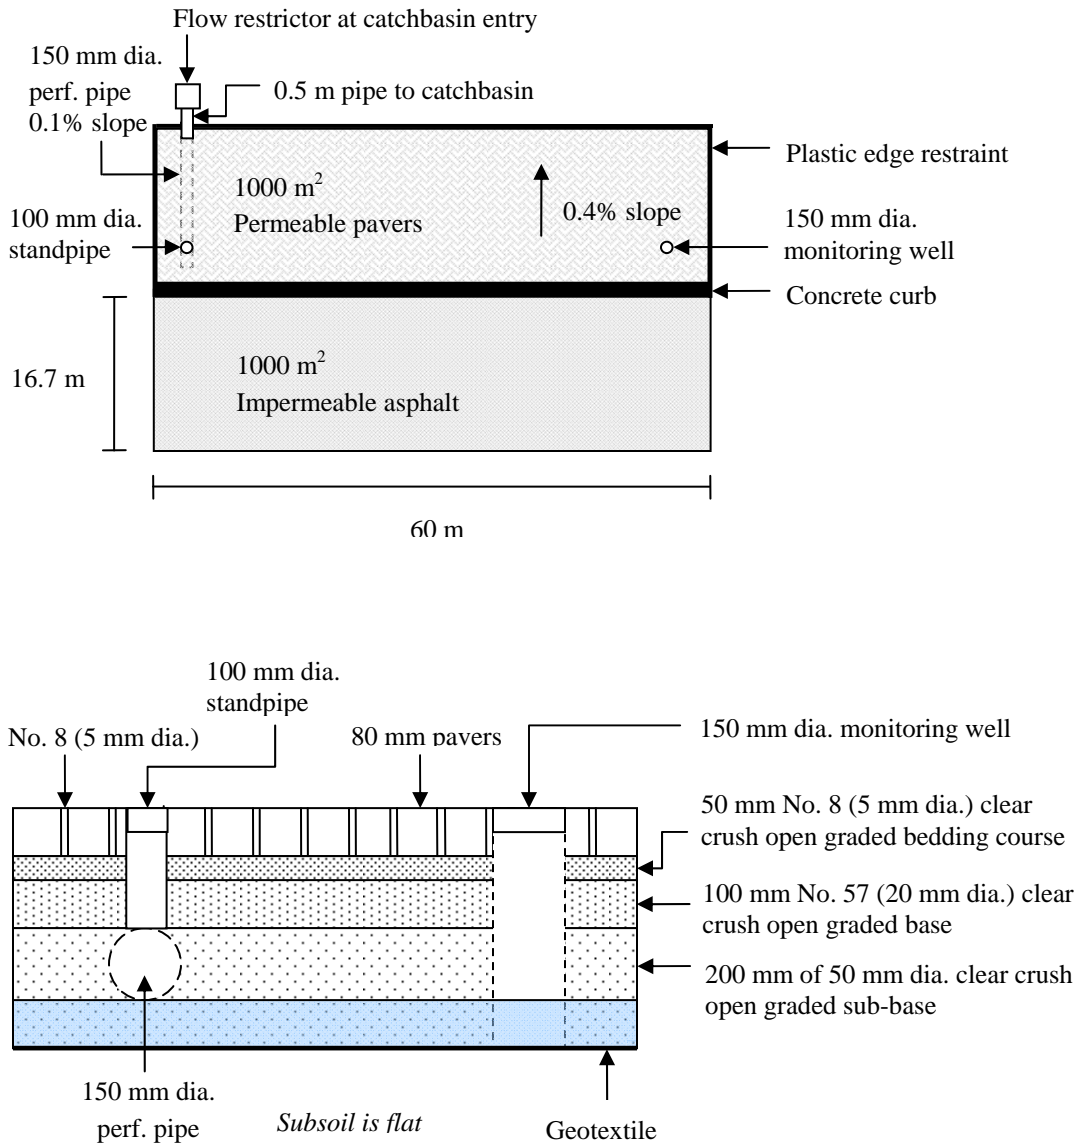 Flow restrictor at catchbasin entry
150 mm dia.
perf. pipe
0.1% slope
0.5 m pipe to catchbasin
Plastic edge restraint
1000 m²
Permeable pavers
0.4% slope
100 mm dia.
standpipe
150 mm dia.
monitoring well
Concrete curb
16.7 m
1000 m²
Impermeable asphalt
60 m
100 mm dia.
standpipe
No. 8 (5 mm dia.)
80 mm pavers
150 mm dia. monitoring well
50 mm No. 8 (5 mm dia.) clear
crush open graded bedding course
100 mm No. 57 (20 mm dia.) clear
crush open graded base
200 mm of 50 mm dia. clear crush
open graded sub-base
150 mm dia.
perf. pipe
Subsoil is flat
Geotextile